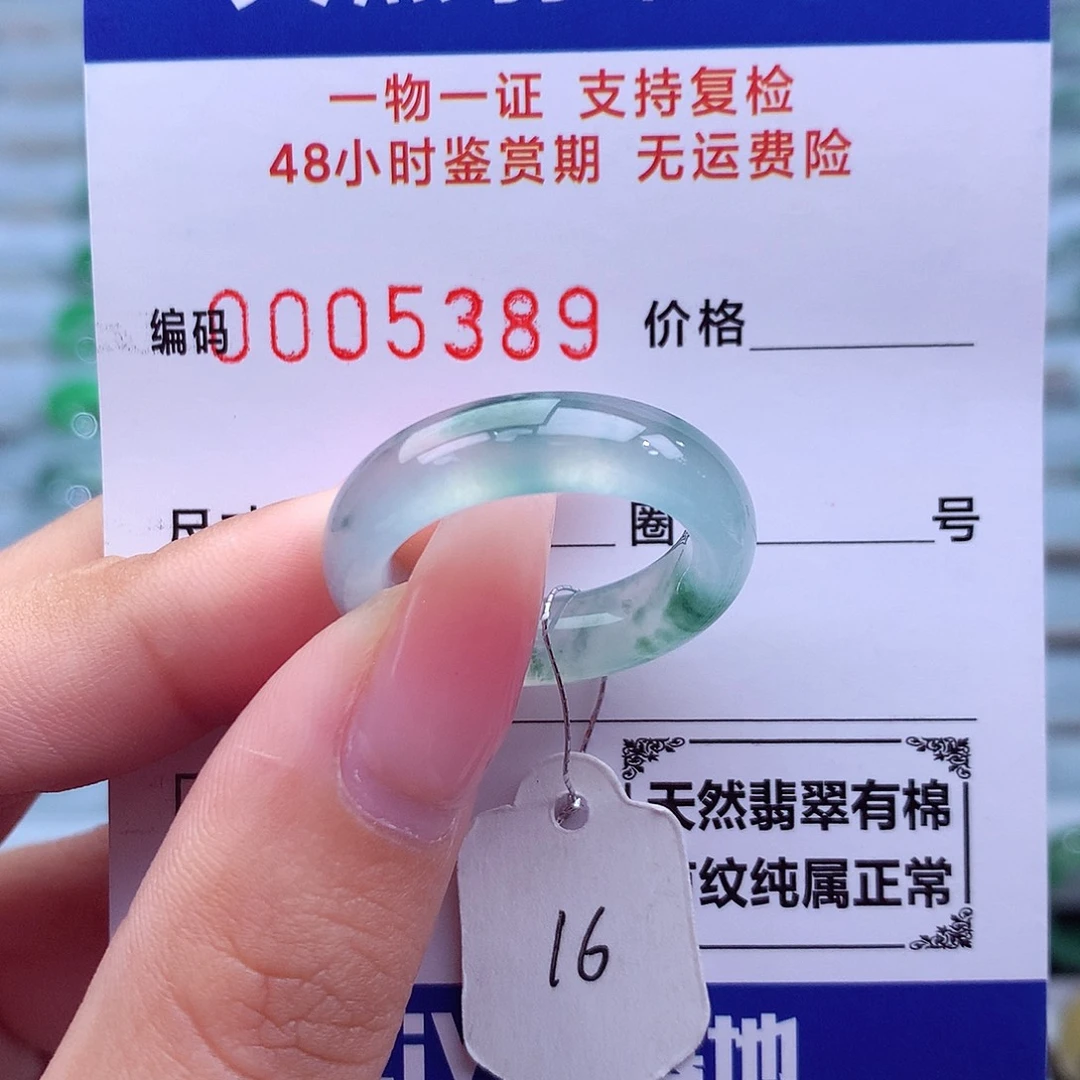 一物一证 支持复检
48小时鉴赏期 无运费险
编码0005389 价格
圈 号
天然翡翠有棉
纹纯属正常
16